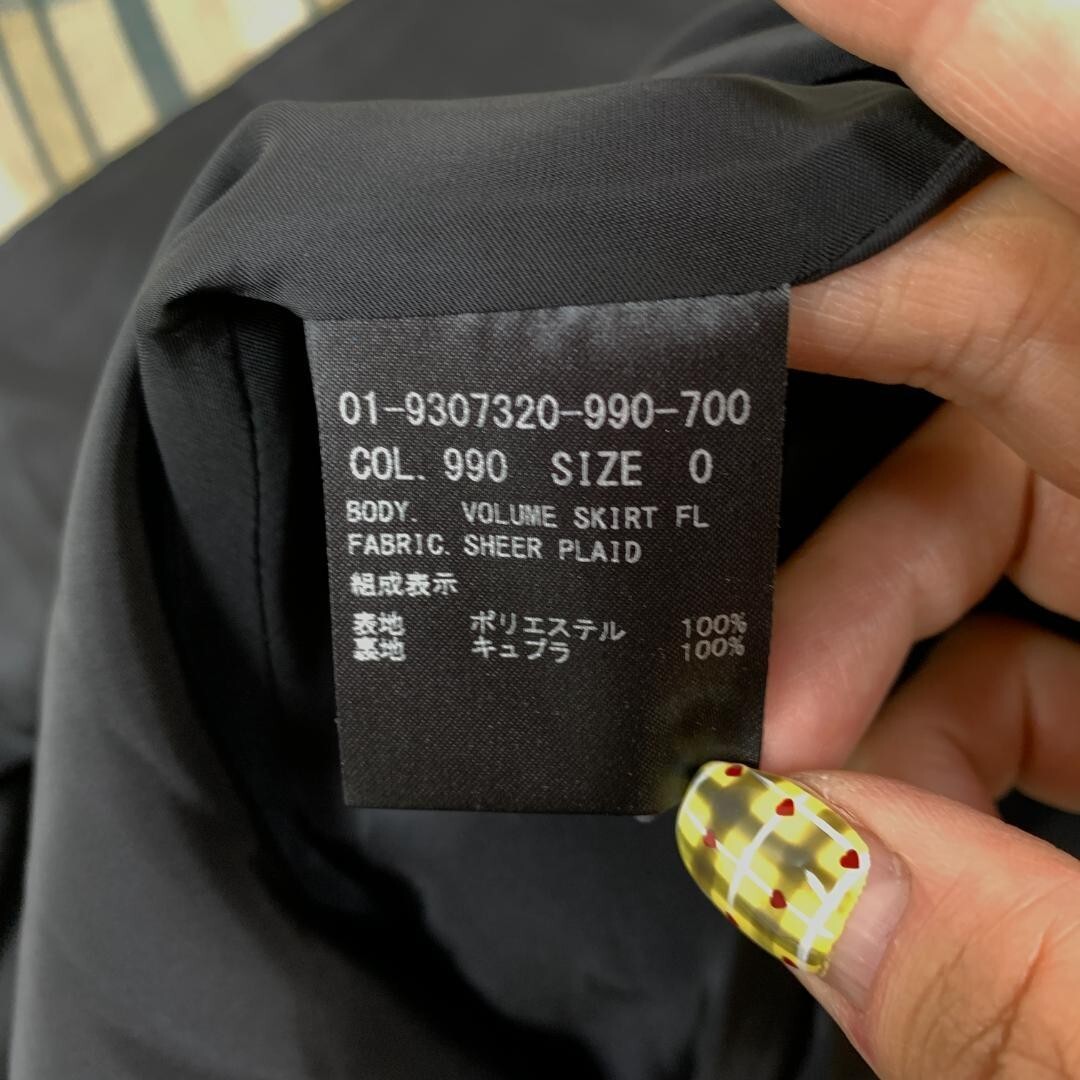 01-9307320-990-700
COL. 990 SIZE 0
BODY. VOLUME SKIRT FL
FABRIC. SHEER PLAID
組成表示
表地 ポリエステル 100%
裏地 キュプラ 100%